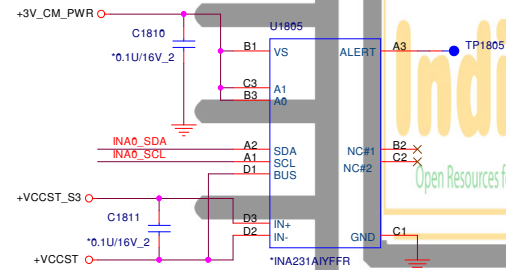 +3V_CM_PWR
C1810
*0.1U/16V_2
U1805
B1
VS
ALERT
A3
TP1805
C3
A1
B3
A0
INA0_SDA
A2
SDA
NC#1
B2
INA0_SCL
A1
SCL
NC#2
C2
D1
BUS
+VCCST_S3
C1811
*0.1U/16V_2
D3
IN+
D2
IN-
GND
C1
+VCCST
*INA231AIYFFR
Indi
Open Resources f